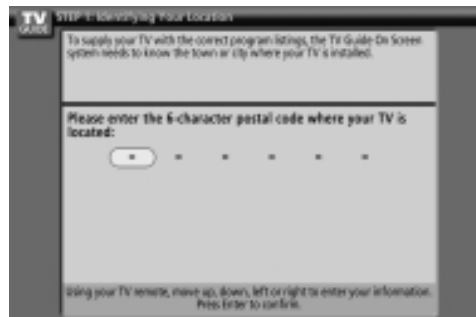 TV
GUIDE
STEP 1: Identifying Your Location
To supply your TV with the correct program listings, the TV Guide On Screen
system needs to know the town or city where your TV is installed.
Please enter the 6-character postal code where your TV is
located:
Using your TV remote, move up, down, left or right to enter your information.
Press Enter to confirm.